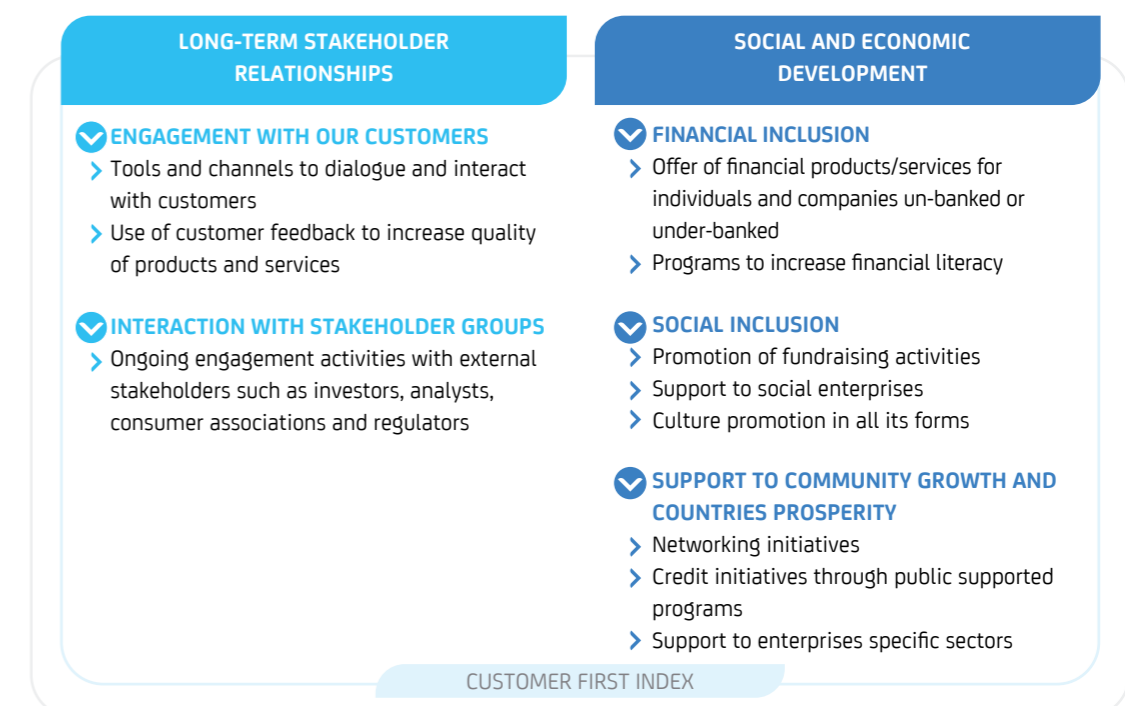 LONG-TERM STAKEHOLDER
RELATIONSHIPS
ENGAGEMENT WITH OUR CUSTOMERS
Tools and channels to dialogue and interact
with customers
Use of customer feedback to increase quality
of products and services
INTERACTION WITH STAKEHOLDER GROUPS
Ongoing engagement activities with external
stakeholders such as investors, analysts,
consumer associations and regulators
SOCIAL AND ECONOMIC
DEVELOPMENT
FINANCIAL INCLUSION
Offer of financial products/services for
individuals and companies un-banked or
under-banked
Programs to increase financial literacy
SOCIAL INCLUSION
Promotion of fundraising activities
Support to social enterprises
Culture promotion in all its forms
SUPPORT TO COMMUNITY GROWTH AND
COUNTRIES PROSPERITY
Networking initiatives
Credit initiatives through public supported
programs
Support to enterprises specific sectors
CUSTOMER FIRST INDEX